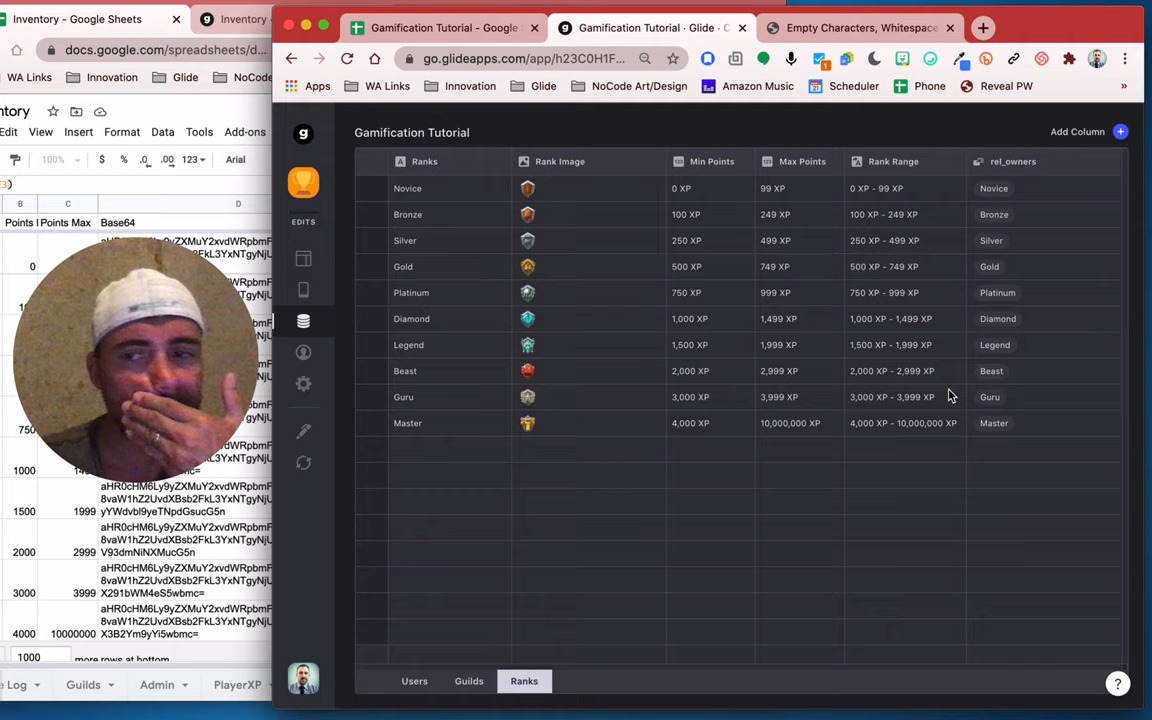 Inventory - Google Sheets
Inventory
docs.google.com/spreadsheets/d...
WA Links
Innovation
Glide
NoCode
ntory
Edit View Insert Format Data Tools Add-ons
100% $ % .0 .00 123 Arial
B C D
Points I Points Max Base64
0
750
1000
1500 1999
2000 2999
3000 3999
4000 10000000
8vaW1hZ2UvdXBsb2FkL3YxNTgyNjU
1000 more rows at bottom
e Log Guilds Admin PlayerXP
Gamification Tutorial - Google
Gamification Tutorial · Glide · C
Empty Characters, Whitespace
go.glideapps.com/app/h23C0H1F...
Apps WA Links Innovation Glide NoCode Art/Design Amazon Music Scheduler Phone Reveal PW »
g
EDITS
Gamification Tutorial
Add Column
Ranks Rank Image Min Points Max Points Rank Range rel_owners
Novice 0 XP 99 XP 0 XP - 99 XP Novice
Bronze 100 XP 249 XP 100 XP - 249 XP Bronze
Silver 250 XP 499 XP 250 XP - 499 XP Silver
Gold 500 XP 749 XP 500 XP - 749 XP Gold
Platinum 750 XP 999 XP 750 XP - 999 XP Platinum
Diamond 1,000 XP 1,499 XP 1,000 XP - 1,499 XP Diamond
Legend 1,500 XP 1,999 XP 1,500 XP - 1,999 XP Legend
Beast 2,000 XP 2,999 XP 2,000 XP - 2,999 XP Beast
Guru 3,000 XP 3,999 XP 3,000 XP - 3,999 XP Guru
Master 4,000 XP 10,000,000 XP 4,000 XP - 10,000,000 XP Master
Users Guilds Ranks
?